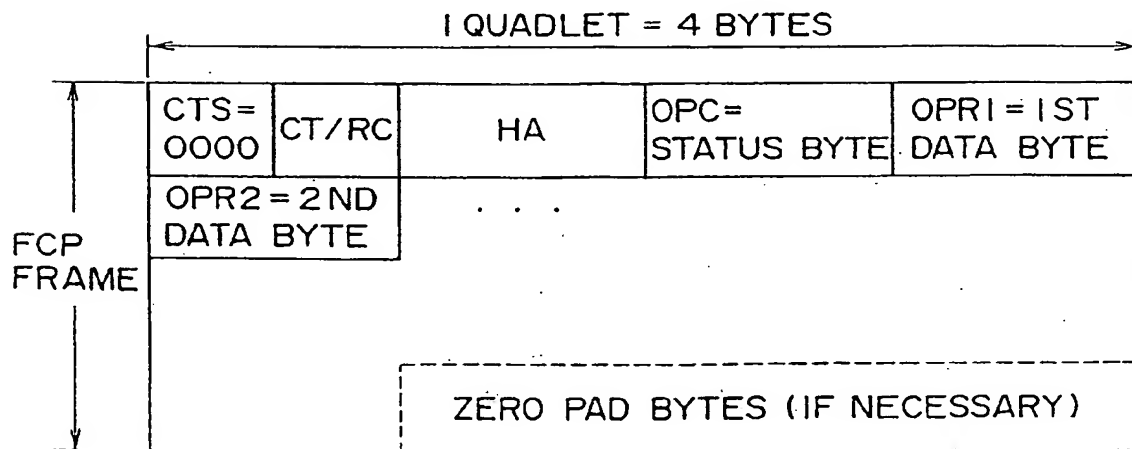 1 QUADLET = 4 BYTES
CTS=
0000
CT/RC
HA
OPC=
STATUS BYTE
OPR1 = 1ST
DATA BYTE
OPR2 = 2ND
DATA BYTE
. . .
FCP
FRAME
ZERO PAD BYTES (IF NECESSARY)